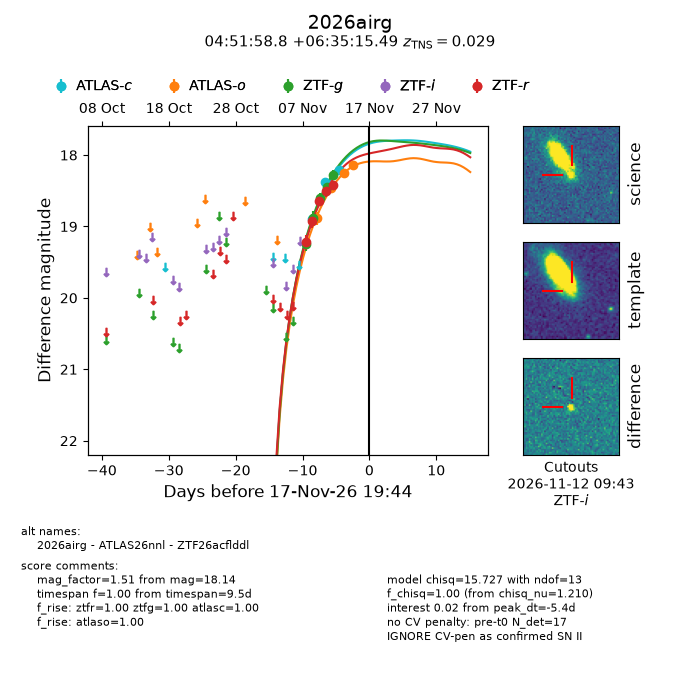 2026airg
04:51:58.8 +06:35:15.49 zTNS = 0.029
ATLAS-c ATLAS-o ZTF-g ZTF-i ZTF-r
08 Oct 18 Oct 28 Oct 07 Nov 17 Nov 27 Nov
18
19
20
21
22
Difference magnitude
−40 −30 −20 −10 0 10
Days before 17-Nov-26 19:44
science
template
difference
Cutouts
2026-11-12 09:43
ZTF-i
alt names:
2026airg - ATLAS26nnl - ZTF26acflddl
score comments:
mag_factor=1.51 from mag=18.14
timespan f=1.00 from timespan=9.5d
f_rise: ztfr=1.00 ztfg=1.00 atlasc=1.00
f_rise: atlaso=1.00
model chisq=15.727 with ndof=13
f_chisq=1.00 (from chisq_nu=1.210)
interest 0.02 from peak_dt=-5.4d
no CV penalty: pre-t0 N_det=17
IGNORE CV-pen as confirmed SN II